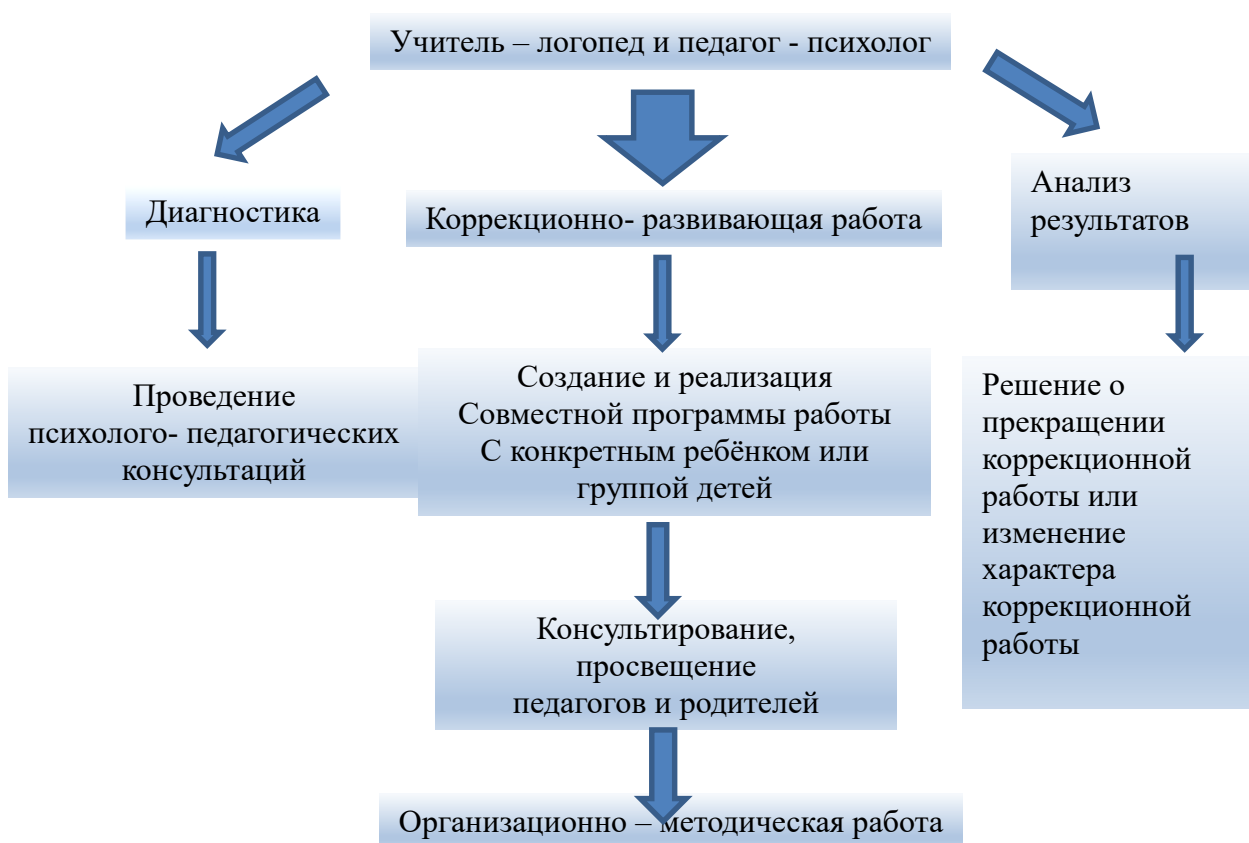 Учитель – логопед и педагог - психолог
Диагностика
Коррекционно- развивающая работа
Анализ
результатов
Проведение
психолого- педагогических
консультаций
Создание и реализация
Совместной программы работы
С конкретным ребёнком или
группой детей
Решение о
прекращении
коррекционной
работы или
изменение
характера
коррекционной
работы
Консультирование,
просвещение
педагогов и родителей
Организационно – методическая работа